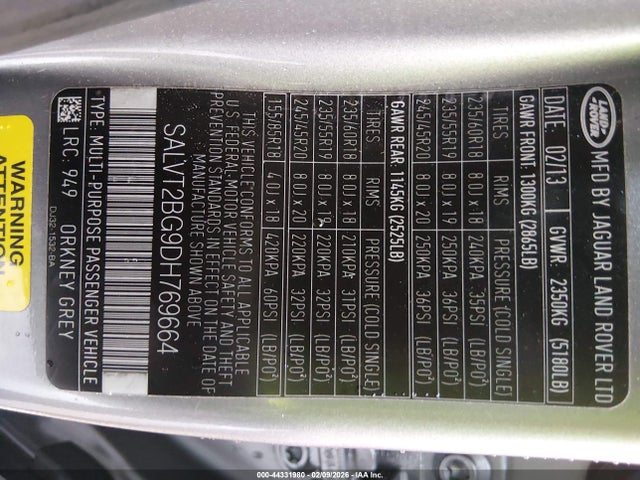 LAND ROVER
MFD BY JAGUAR LAND ROVER LTD
DATE: 02/13 GVWR: 2350KG (5180LB)
GAWR FRONT: 1300KG (2865LB)
TIRES RIMS PRESSURE (COLD SINGLE)
235/60R18 8.0J x 18 240KPA 35PSI (LB/PO²)
235/55R19 8.0J x 19 250KPA 36PSI (LB/PO²)
245/45R20 8.0J x 20 250KPA 36PSI (LB/PO²)
GAWR REAR: 1145KG (2525LB)
TIRES RIMS PRESSURE (COLD SINGLE)
235/60R18 8.0J x 18 210KPA 31PSI (LB/PO²)
235/55R19 8.0J x 19 220KPA 32PSI (LB/PO²)
245/45R20 8.0J x 20 220KPA 32PSI (LB/PO²)
155/85R18 4.0J x 18 420KPA 60PSI (LB/PO²)
THIS VEHICLE CONFORMS TO ALL APPLICABLE
U S FEDERAL MOTOR VEHICLE SAFETY AND THEFT
PREVENTION STANDARDS IN EFFECT ON THE DATE OF
MANUFACTURE SHOWN ABOVE
SALVT2BG9DH769664
TYPE: MULTI-PURPOSE PASSENGER VEHICLE
LRC: 949 ORKNEY GREY
DJ32-1532-BA
WARNING
ATTENTION
000-44331980 - 02/09/2026 - IAA Inc.